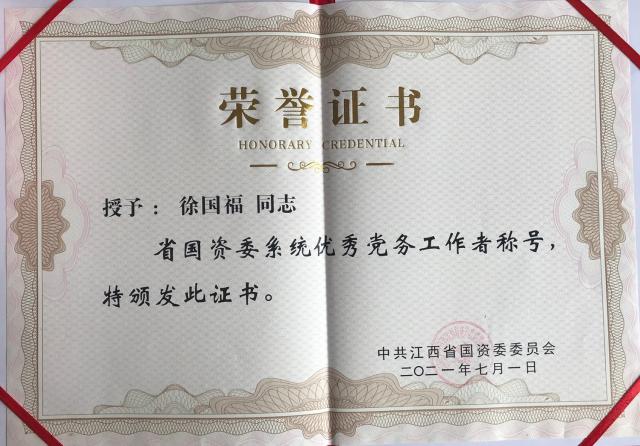 荣誉证书
HONORARY CREDENTIAL
授予：徐国福 同志
省国资委系统优秀党务工作者称号，
特颁发此证书。
中共江西省国资委委员会
二〇二一年七月一日